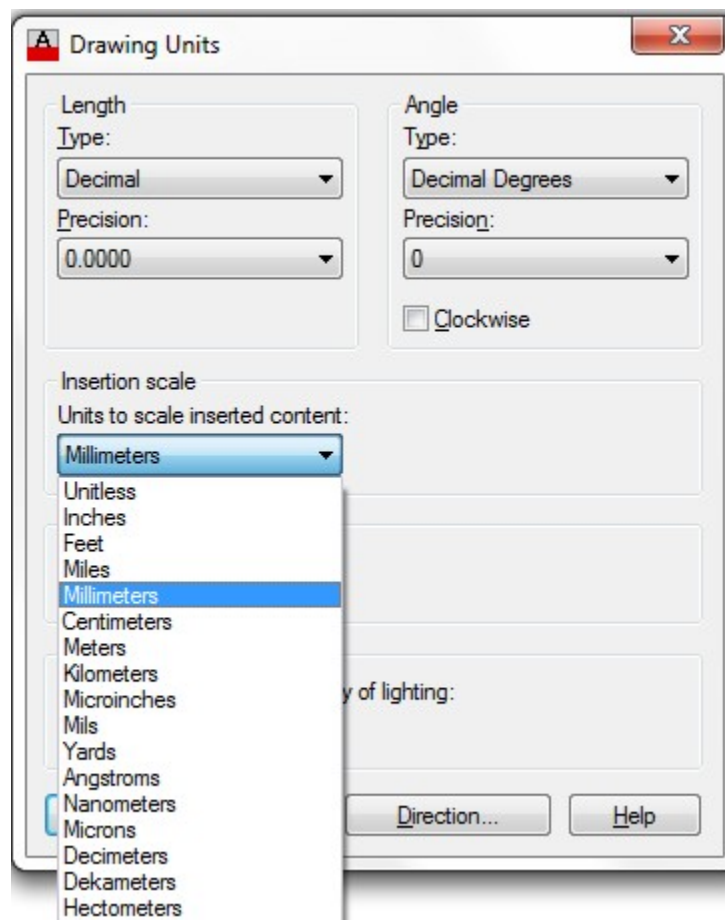 A Drawing Units
Length
Type:
Decimal
Precision:
0.0000
Angle
Type:
Decimal Degrees
Precision:
0
Clockwise
Insertion scale
Units to scale inserted content:
Millimeters
Unitless
Inches
Feet
Miles
Millimeters
Centimeters
Meters
Kilometers
Microinches
Mils
Yards
Angstroms
Nanometers
Microns
Decimeters
Dekameters
Hectometers
y of lighting:
Direction...
Help